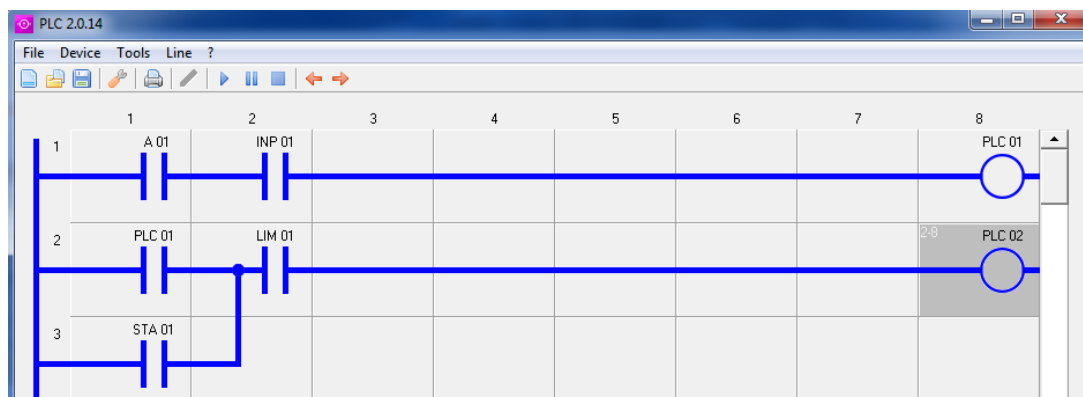 PLC 2.0.14
File Device Tools Line ?
1 2 3 4 5 6 7 8
1 A 01 INP 01 PLC 01
2 PLC 01 LIM 01 2-8 PLC 02
3 STA 01